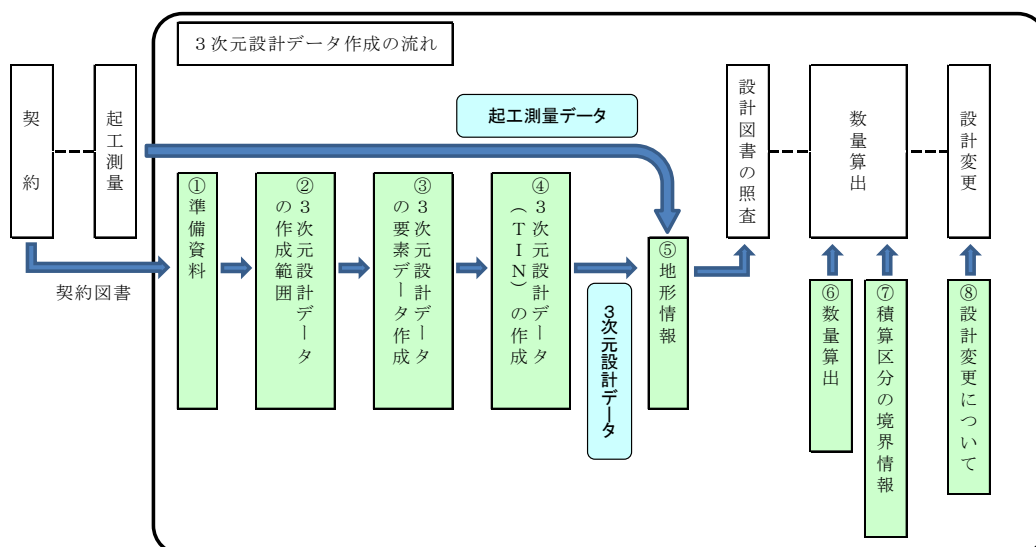 ３次元設計データ作成の流れ
契約
起工測量
起工測量データ
契約図書
①準備資料
②３次元設計データ
の作成範囲
③３次元設計データ
の要素データ作成
④３次元設計データ
（ＴＩＮ）の作成
３次元設計データ
⑤地形情報
設計図書の照査
数量算出
設計変更
⑥数量算出
⑦積算区分の境界情報
⑧設計変更について